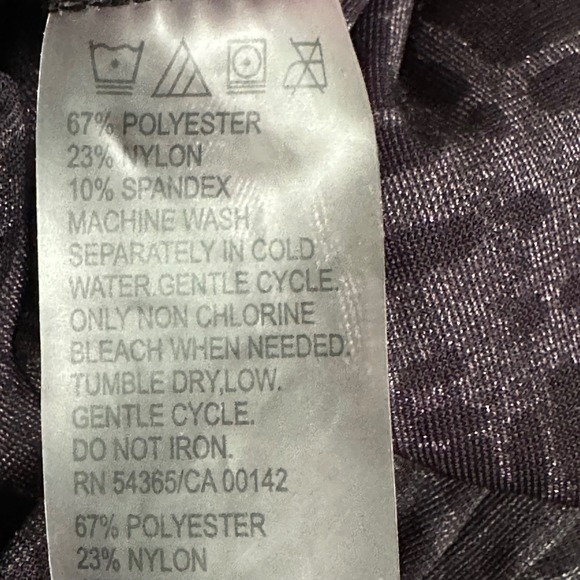 67% POLYESTER
23% NYLON
10% SPANDEX
MACHINE WASH
SEPARATELY IN COLD
WATER.GENTLE CYCLE.
ONLY NON CHLORINE
BLEACH WHEN NEEDED.
TUMBLE DRY,LOW.
GENTLE CYCLE.
DO NOT IRON.
RN 54365/CA 00142
67% POLYESTER
23% NYLON